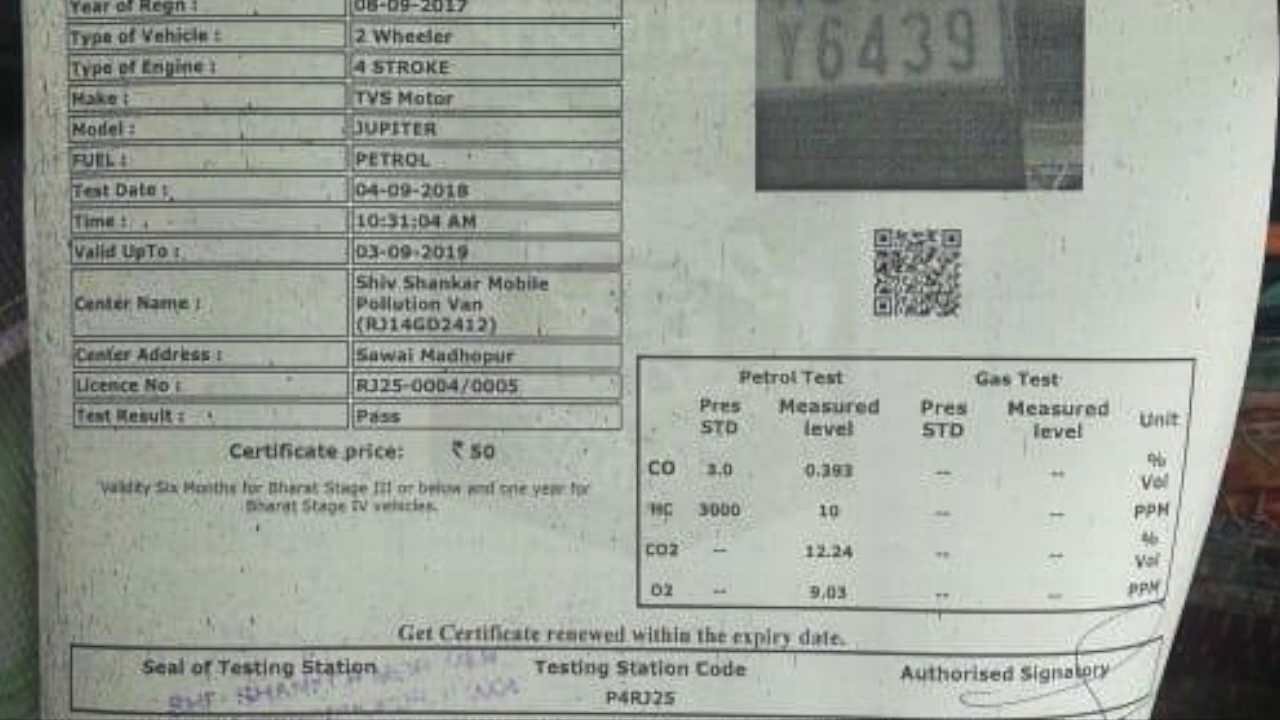 Year of Regn : 08-09-2017
Type of Vehicle : 2 Wheeler
Type of Engine : 4 STROKE
Make : TVS Motor
Model : JUPITER
FUEL : PETROL
Test Date : 04-09-2018
Time : 10:31:04 AM
Valid UpTo : 03-09-2019
Center Name : Shiv Shankar Mobile
Pollution Van
(RJ14GD2412)
Center Address : Sawai Madhopur
Licence No : RJ25-0004/0005
Test Result : Pass
Certificate price: ₹ 50
Validity Six Months for Bharat Stage III or below and one year for
Bharat Stage IV vehicles.
Y6439
Petrol Test Gas Test
Pres STD Measured level Pres STD Measured level Unit
CO 3.0 0.393 -- -- % Vol
HC 3000 10 -- -- PPM
CO2 -- 12.24 -- -- % Vol
O2 -- 9.03 -- -- PPM
Get Certificate renewed within the expiry date.
Seal of Testing Station Testing Station Code Authorised Signatory
P4RJ25